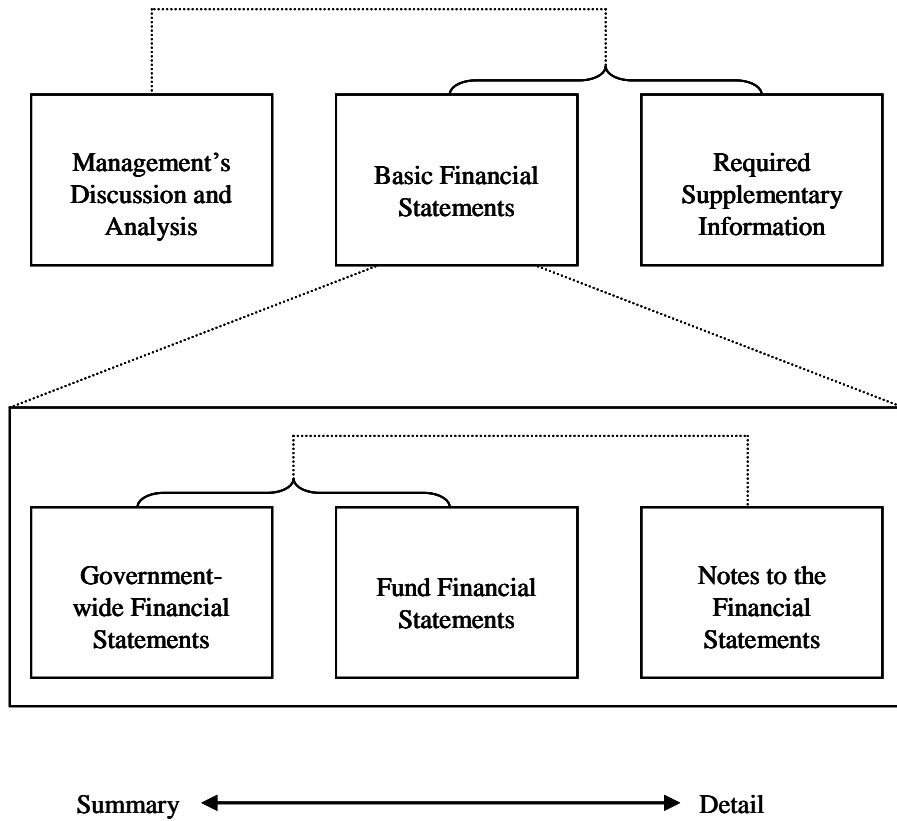 Management’s
Discussion and
Analysis
Basic Financial
Statements
Required
Supplementary
Information
Government-
wide Financial
Statements
Fund Financial
Statements
Notes to the
Financial
Statements
Summary
Detail